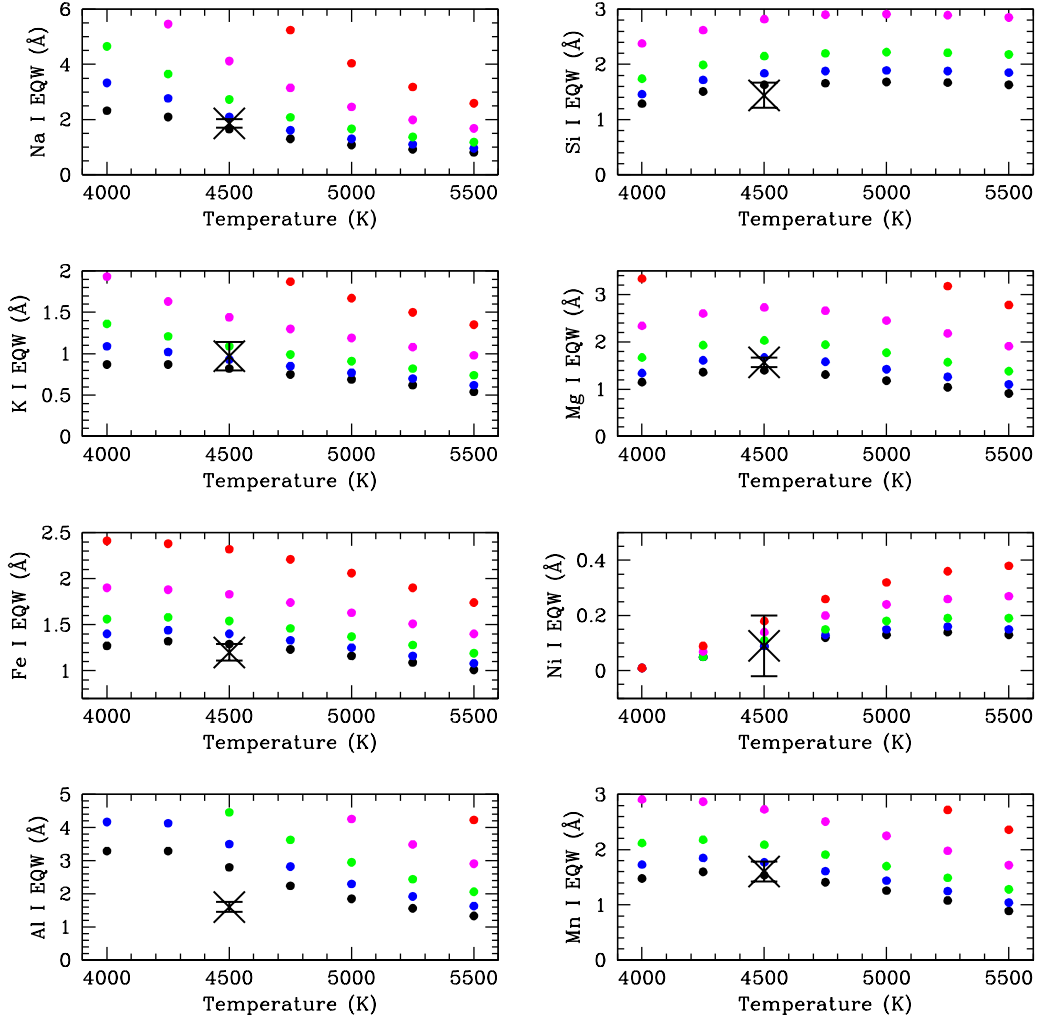 Na I EQW (Å)
6
4
2
0
4000 4500 5000 5500
Temperature (K)
Si I EQW (Å)
3
2
1
0
4000 4500 5000 5500
Temperature (K)
K I EQW (Å)
2
1.5
1
0.5
0
4000 4500 5000 5500
Temperature (K)
Mg I EQW (Å)
3
2
1
0
4000 4500 5000 5500
Temperature (K)
Fe I EQW (Å)
2.5
2
1.5
1
4000 4500 5000 5500
Temperature (K)
Ni I EQW (Å)
0.4
0.2
0
4000 4500 5000 5500
Temperature (K)
Al I EQW (Å)
5
4
3
2
1
0
4000 4500 5000 5500
Temperature (K)
Mn I EQW (Å)
3
2
1
0
4000 4500 5000 5500
Temperature (K)